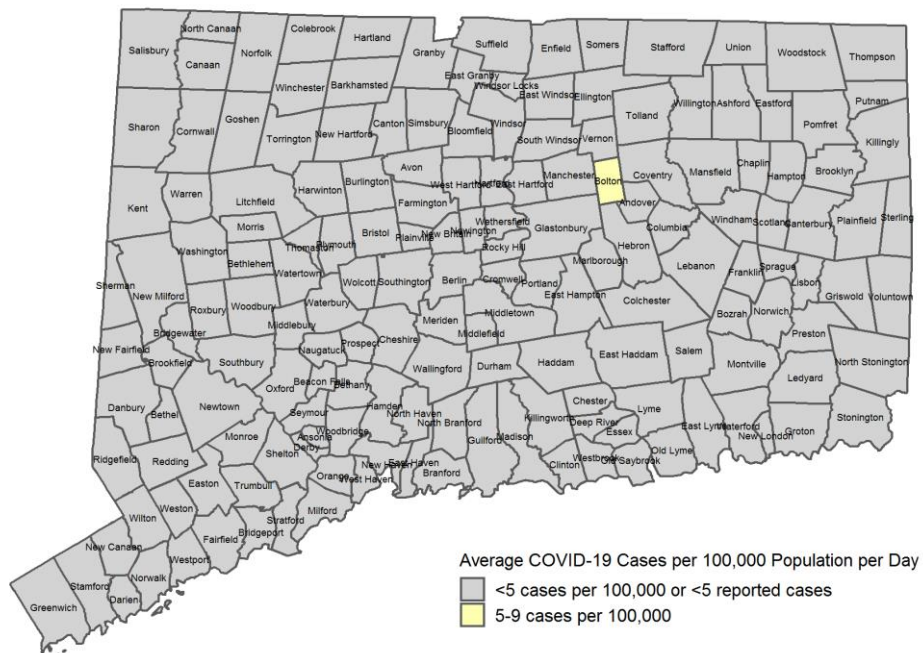 North Canaan
Colebrook
Hartland
Suffield
Enfield
Somers
Stafford
Union
Woodstock
Thompson
Salisbury
Canaan
Norfolk
Granby
East Granby
Windsor Locks
Winchester
Barkhamsted
East Windsor
Ellington
Willington
Ashford
Eastford
Putnam
Sharon
Cornwall
Goshen
Torrington
New Hartford
Canton
Simsbury
Bloomfield
Windsor
South Windsor
Vernon
Tolland
Pomfret
Killingly
Kent
Warren
Litchfield
Harwinton
Burlington
Avon
Farmington
West Hartford
Hartford
East Hartford
Manchester
Bolton
Coventry
Mansfield
Chaplin
Hampton
Brooklyn
Andover
Morris
Washington
Bethlehem
Thomaston
Plymouth
Bristol
Plainville
New Britain
Newington
Wethersfield
Rocky Hill
Glastonbury
Hebron
Columbia
Windham
Scotland
Canterbury
Plainfield
Sterling
Watertown
Marlborough
Lebanon
Franklin
Sprague
Lisbon
Sherman
New Milford
Roxbury
Woodbury
Waterbury
Wolcott
Southington
Berlin
Cromwell
Portland
East Hampton
Colchester
Bozrah
Norwich
Griswold
Voluntown
Bridgewater
Middlebury
Meriden
Middletown
Middlefield
Preston
New Fairfield
Brookfield
Southbury
Naugatuck
Prospect
Cheshire
Wallingford
Durham
Haddam
East Haddam
Salem
Montville
North Stonington
Ledyard
Danbury
Bethel
Newtown
Oxford
Beacon Falls
Bethany
Hamden
North Haven
North Branford
Guilford
Madison
Killingworth
Chester
Deep River
Essex
Lyme
East Lyme
Waterford
New London
Groton
Stonington
Seymour
Woodbridge
Ansonia
Derby
Monroe
Shelton
Ridgefield
Redding
Orange
New Haven
East Haven
West Haven
Branford
Clinton
Westbrook
Old Saybrook
Old Lyme
Easton
Trumbull
Milford
Stratford
Wilton
Weston
Fairfield
Bridgeport
New Canaan
Westport
Norwalk
Stamford
Darien
Greenwich
Average COVID-19 Cases per 100,000 Population per Day
<5 cases per 100,000 or <5 reported cases
5-9 cases per 100,000